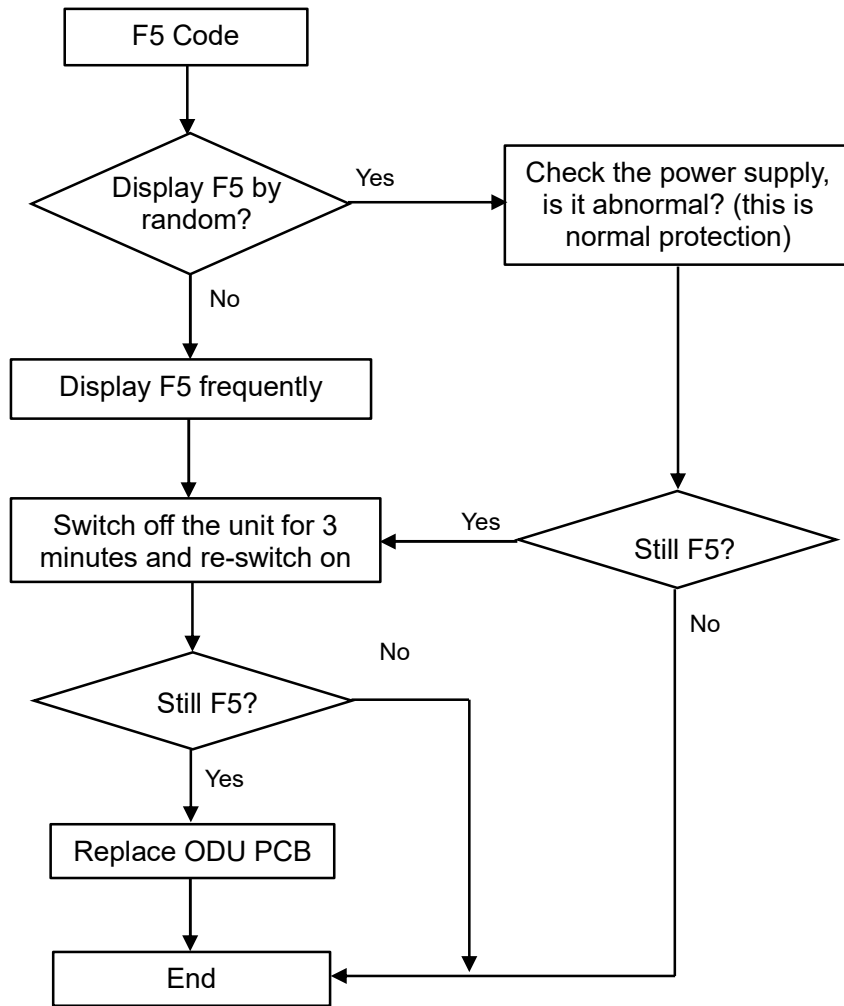 F5 Code
Display F5 by
random?
Yes
Check the power supply,
is it abnormal? (this is
normal protection)
No
Display F5 frequently
Switch off the unit for 3
minutes and re-switch on
Yes
Still F5?
No
No
Still F5?
Yes
Replace ODU PCB
End